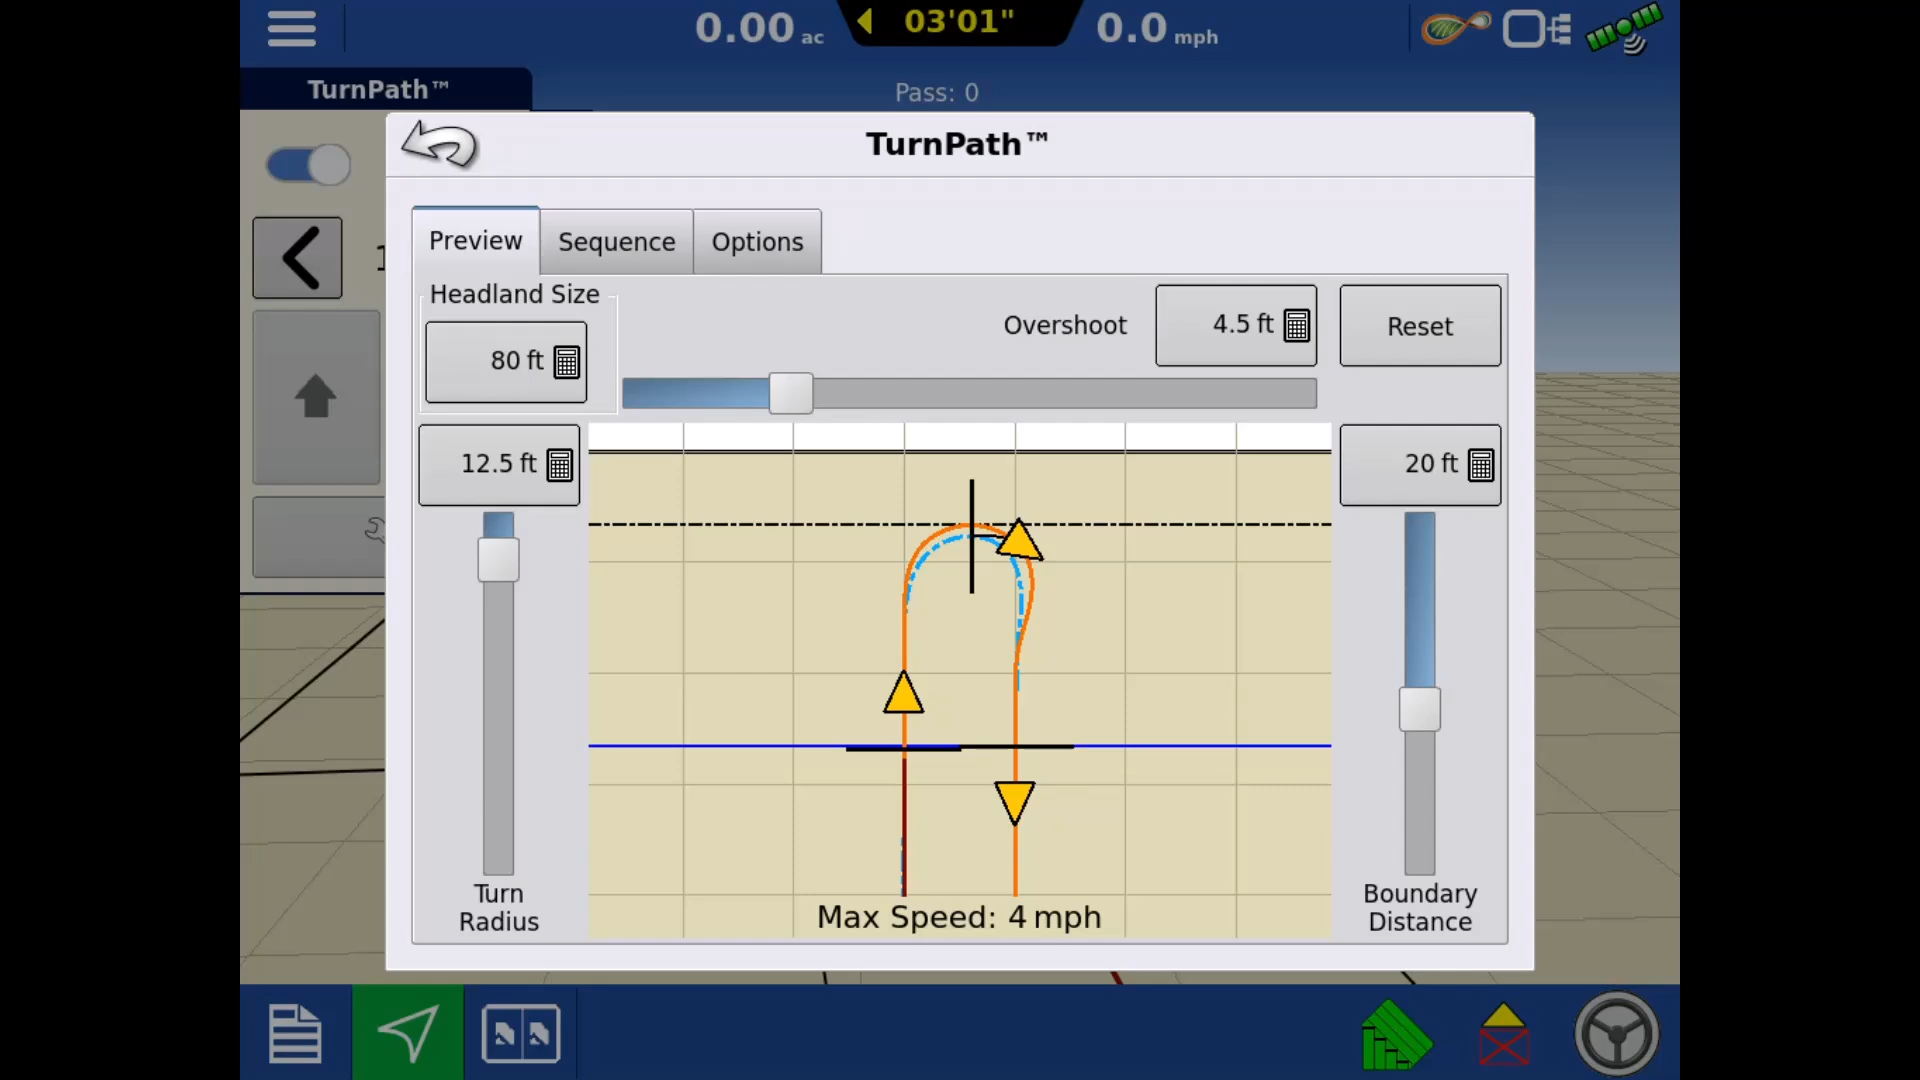 0.00 ac
03'01"
0.0 mph
TurnPath™
Pass: 0
TurnPath™
Preview
Sequence
Options
Headland Size
80 ft
Overshoot
4.5 ft
Reset
12.5 ft
20 ft
Turn
Radius
Max Speed: 4 mph
Boundary
Distance